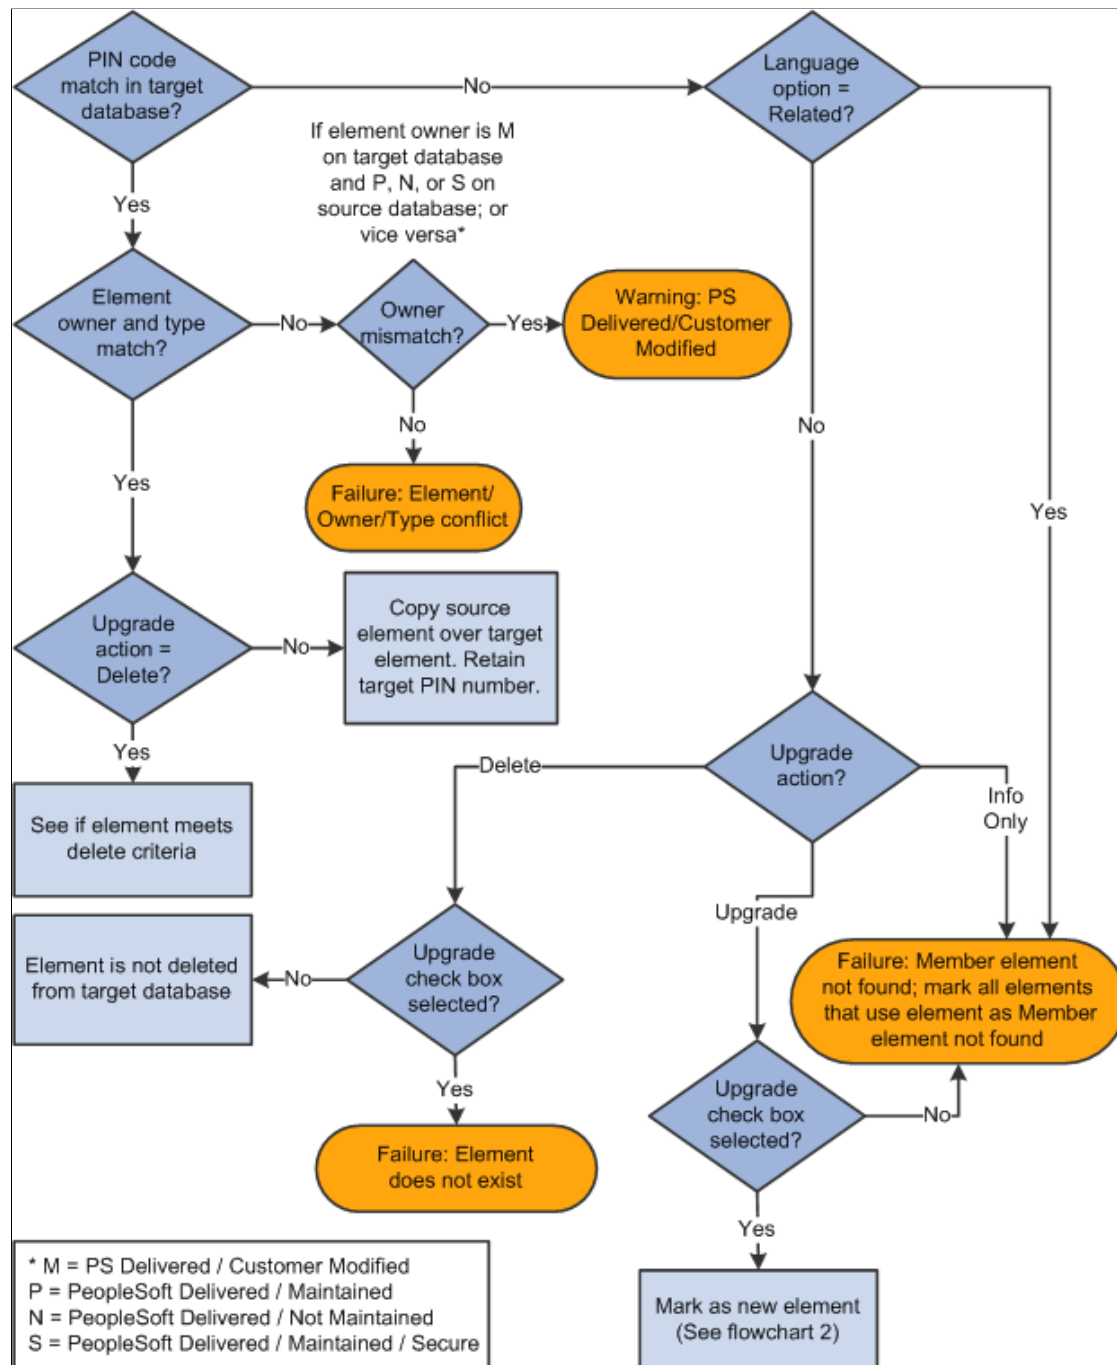 PIN code
match in target
database?
No
Language
option =
Related?
If element owner is M
on target database
and P, N, or S on
source database; or
vice versa*
Yes
Element
owner and type
match?
No
Owner
mismatch?
Yes
Warning: PS
Delivered/Customer
Modified
No
No
Yes
Failure: Element/
Owner/Type conflict
Yes
Upgrade
action =
Delete?
No
Copy source
element over target
element. Retain
target PIN number.
Yes
See if element meets
delete criteria
Delete
Upgrade
action?
Info
Only
Upgrade
Element is not deleted
from target database
No
Upgrade
check box
selected?
Failure: Member element
not found; mark all elements
that use element as Member
element not found
Yes
Upgrade
check box
selected?
No
Failure: Element
does not exist
Yes
* M = PS Delivered / Customer Modified
P = PeopleSoft Delivered / Maintained
N = PeopleSoft Delivered / Not Maintained
S = PeopleSoft Delivered / Maintained / Secure
Mark as new element
(See flowchart 2)